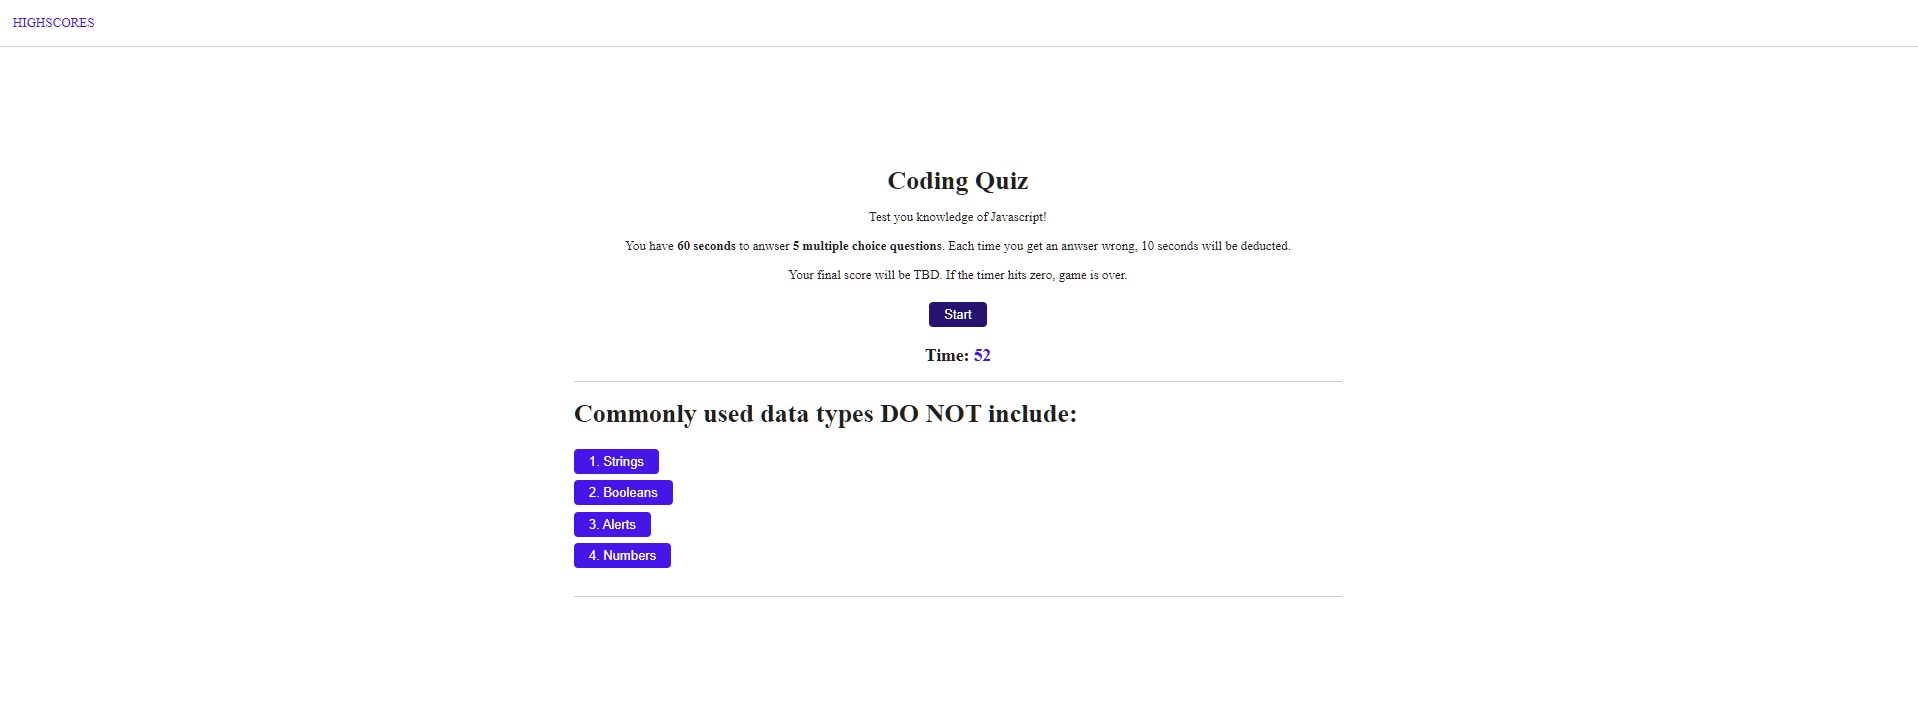 HIGHSCORES
Coding Quiz
Test you knowledge of Javascript!
You have 60 seconds to anwser 5 multiple choice questions. Each time you get an anwser wrong, 10 seconds will be deducted.
Your final score will be TBD. If the timer hits zero, game is over.
Start
Time: 52
Commonly used data types DO NOT include:
1. Strings
2. Booleans
3. Alerts
4. Numbers